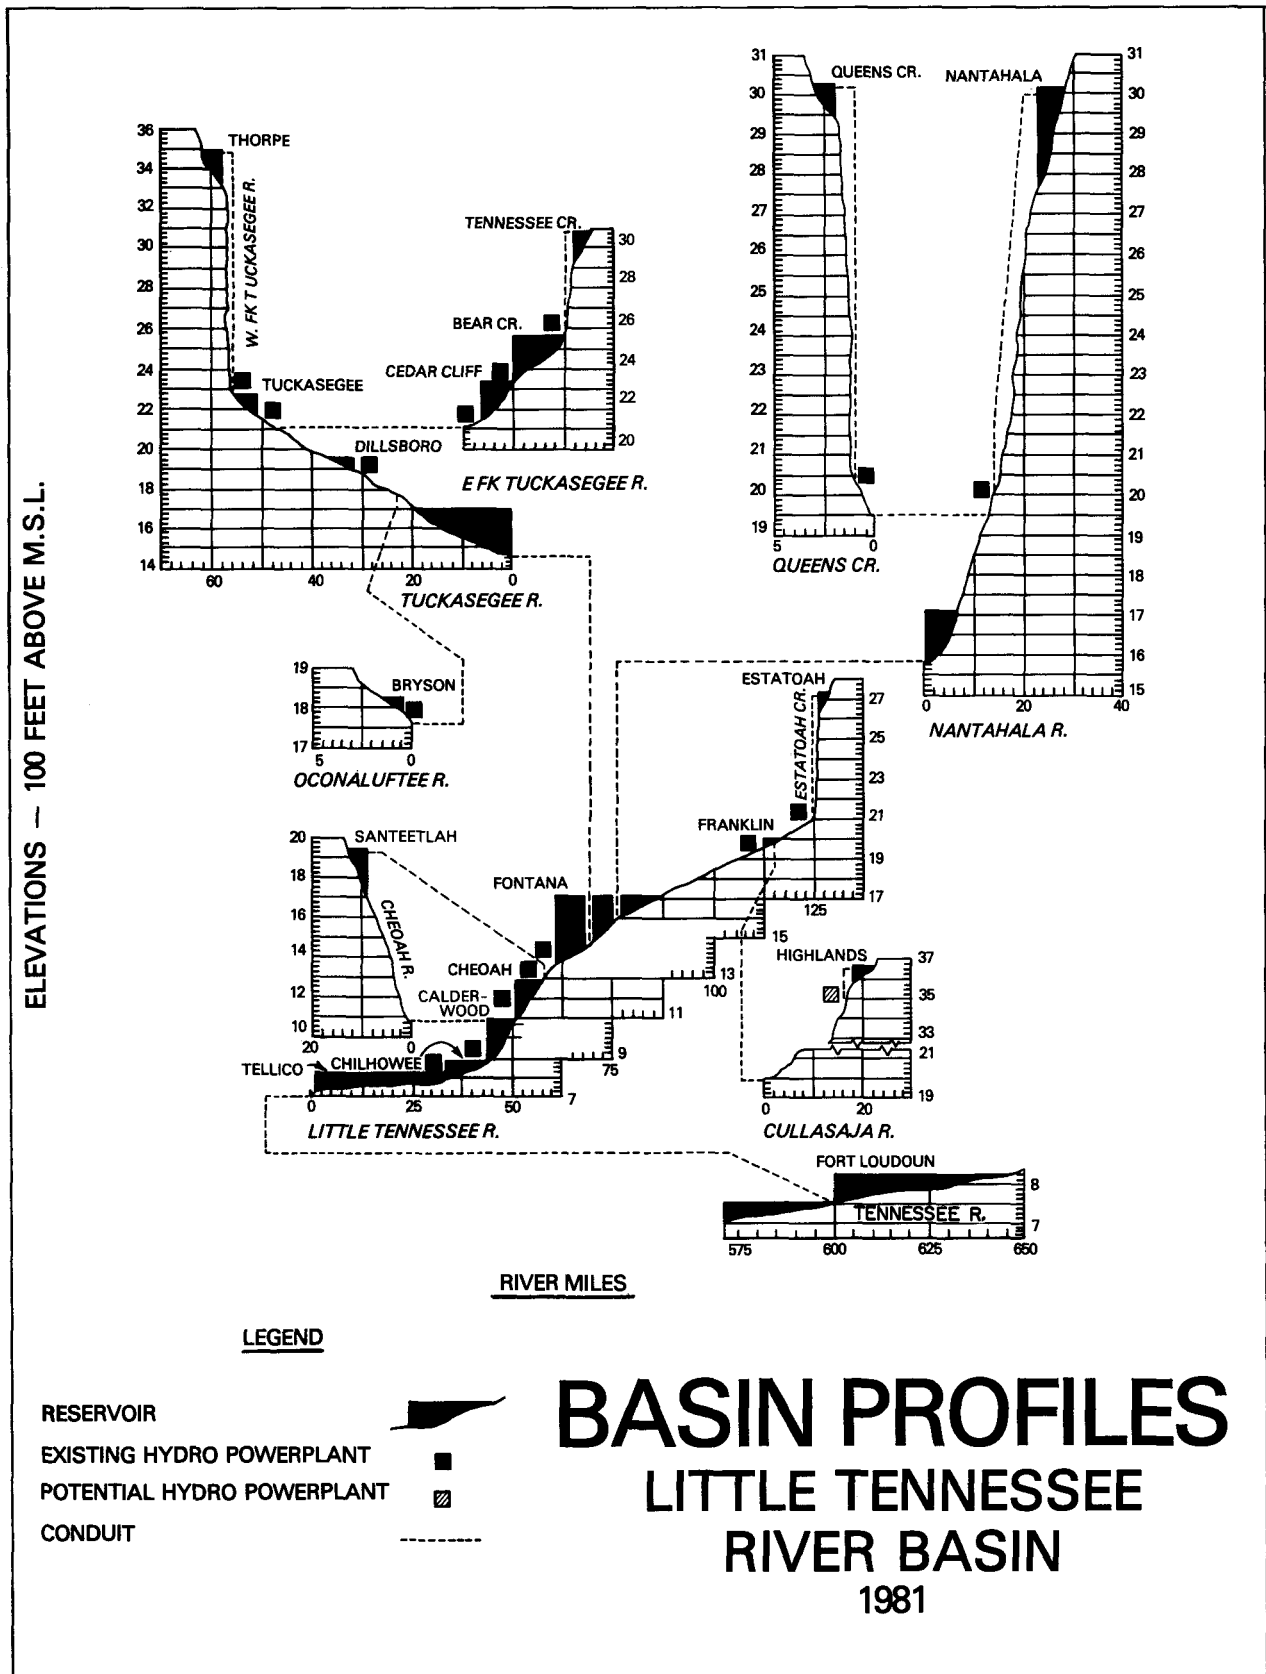 ELEVATIONS — 100 FEET ABOVE M.S.L.
36
34
32
30
28
26
24
22
20
18
16
14
THORPE
W. FK TUCKASEGEE R.
TUCKASEGEE
DILLSBORO
60
40
20
0
TUCKASEGEE R.
TENNESSEE CR.
BEAR CR.
CEDAR CLIFF
30
28
26
24
22
20
E FK TUCKASEGEE R.
31
30
29
28
27
26
25
24
23
22
21
20
19
QUEENS CR.
5
0
QUEENS CR.
NANTAHALA
31
30
29
28
27
26
25
24
23
22
21
20
19
18
17
16
15
0
20
40
NANTAHALA R.
19
18
17
BRYSON
5
0
OCONALUFTEE R.
ESTATOAH
ESTATOAH CR.
27
25
23
21
19
17
FRANKLIN
125
15
13
100
11
9
75
7
20
18
16
14
12
10
SANTEETLAH
CHEOAH R.
20
0
FONTANA
CHEOAH
CALDER-
WOOD
CHILHOWEE
TELLICO
0
25
50
LITTLE TENNESSEE R.
HIGHLANDS
37
35
33
21
19
0
20
CULLASAJA R.
FORT LOUDOUN
TENNESSEE R.
8
7
575
600
625
650
RIVER MILES
LEGEND
RESERVOIR
EXISTING HYDRO POWERPLANT
POTENTIAL HYDRO POWERPLANT
CONDUIT
BASIN PROFILES
LITTLE TENNESSEE
RIVER BASIN
1981